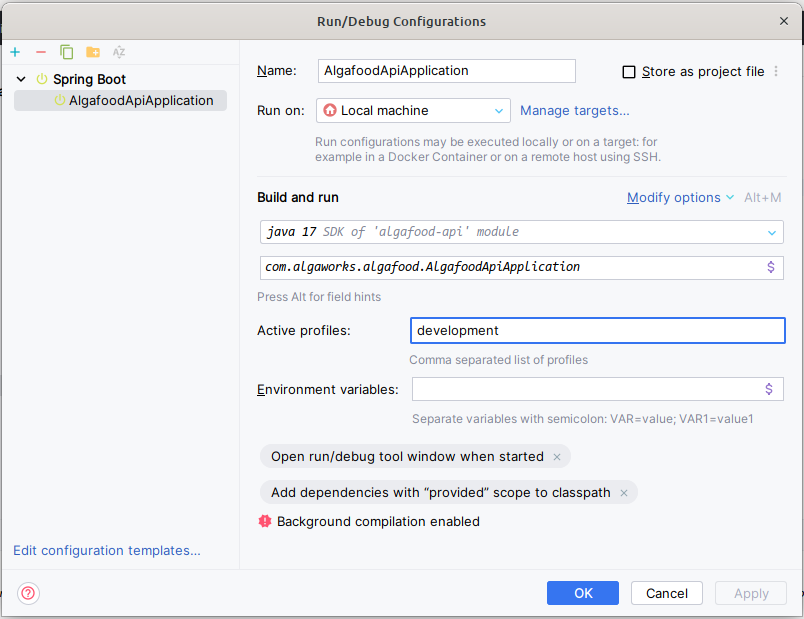 Run/Debug Configurations
Spring Boot
AlgafoodApiApplication
Name: AlgafoodApiApplication
Store as project file
Run on: Local machine
Manage targets...
Run configurations may be executed locally or on a target: for
example in a Docker Container or on a remote host using SSH.
Build and run
Modify options Alt+M
java 17 SDK of 'algafood-api' module
com.algaworks.algafood.AlgafoodApiApplication
Press Alt for field hints
Active profiles: development
Comma separated list of profiles
Environment variables:
Separate variables with semicolon: VAR=value; VAR1=value1
Open run/debug tool window when started
Add dependencies with “provided” scope to classpath
Background compilation enabled
Edit configuration templates...
OK
Cancel
Apply